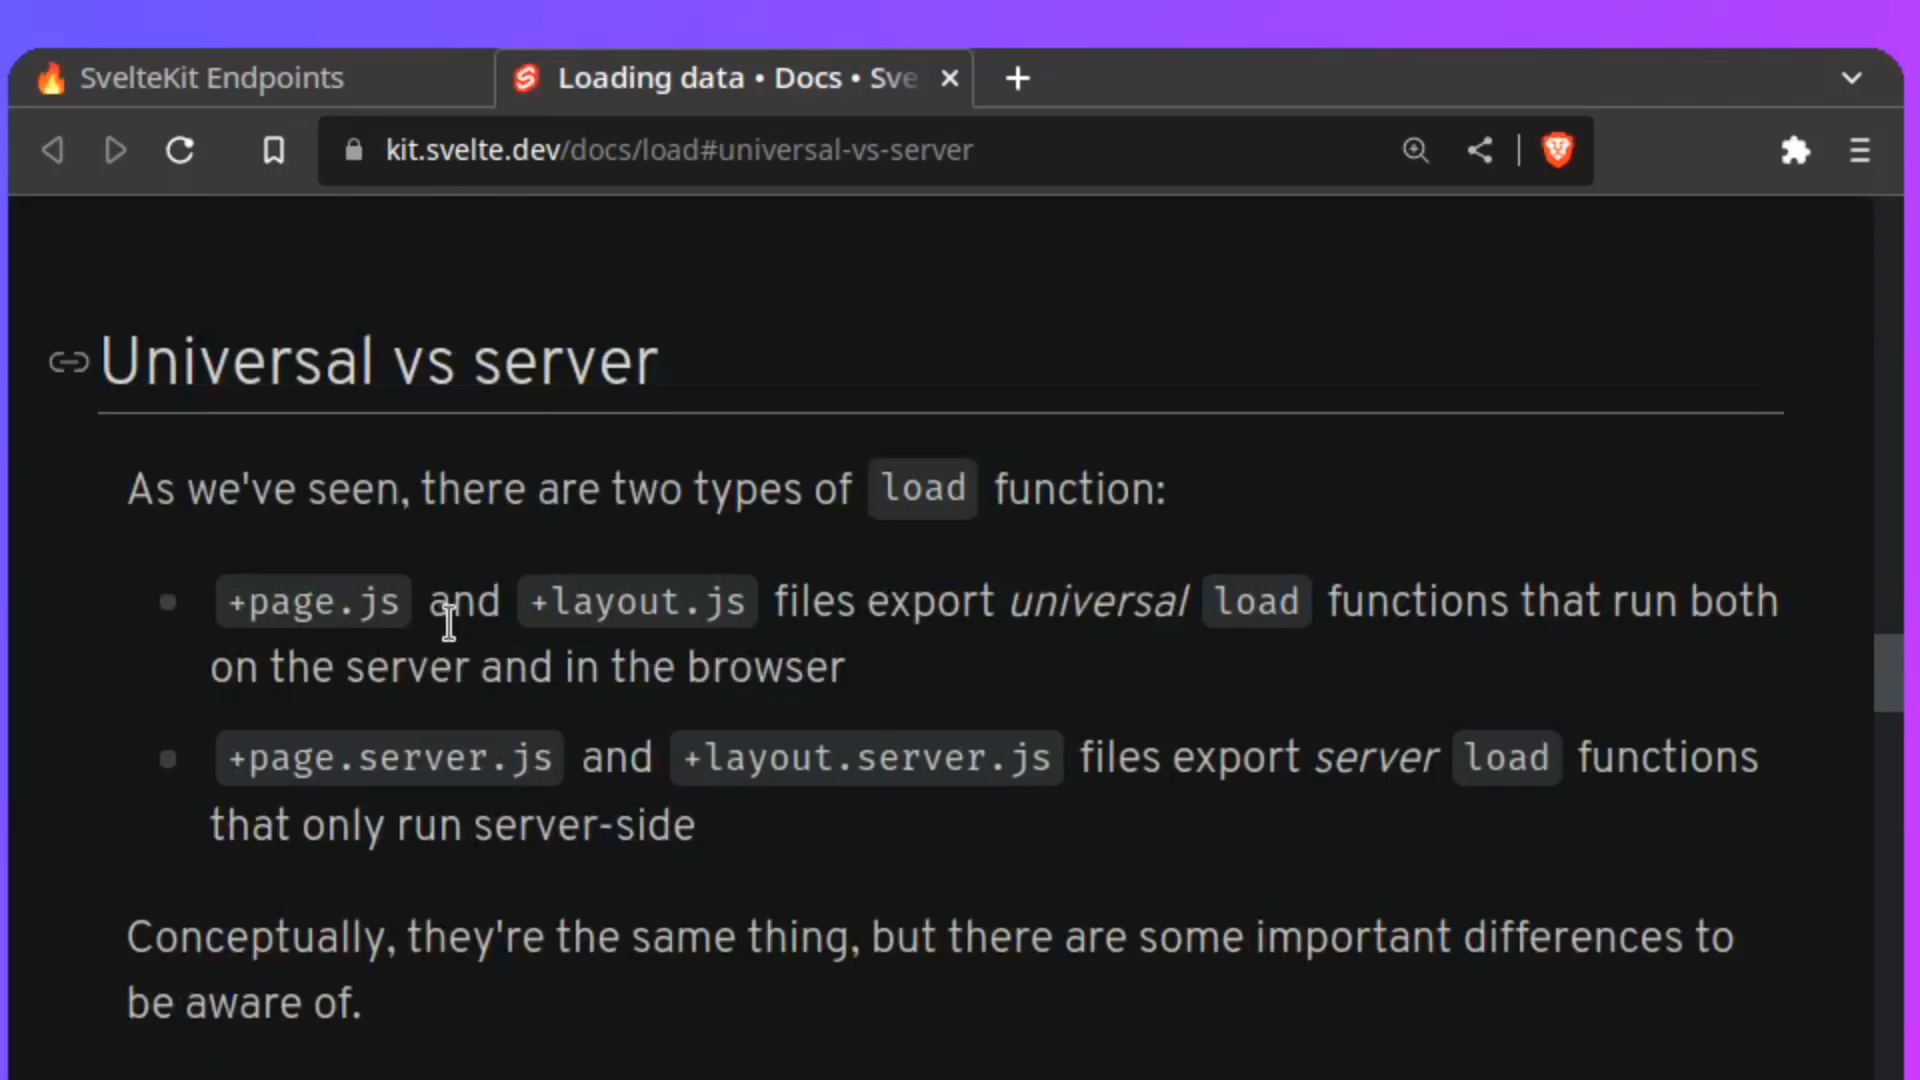 SvelteKit Endpoints
Loading data • Docs • Sve
kit.svelte.dev/docs/load#universal-vs-server
Universal vs server
As we've seen, there are two types of load function:
+page.js and +layout.js files export universal load functions that run both
on the server and in the browser
+page.server.js and +layout.server.js files export server load functions
that only run server-side
Conceptually, they're the same thing, but there are some important differences to
be aware of.